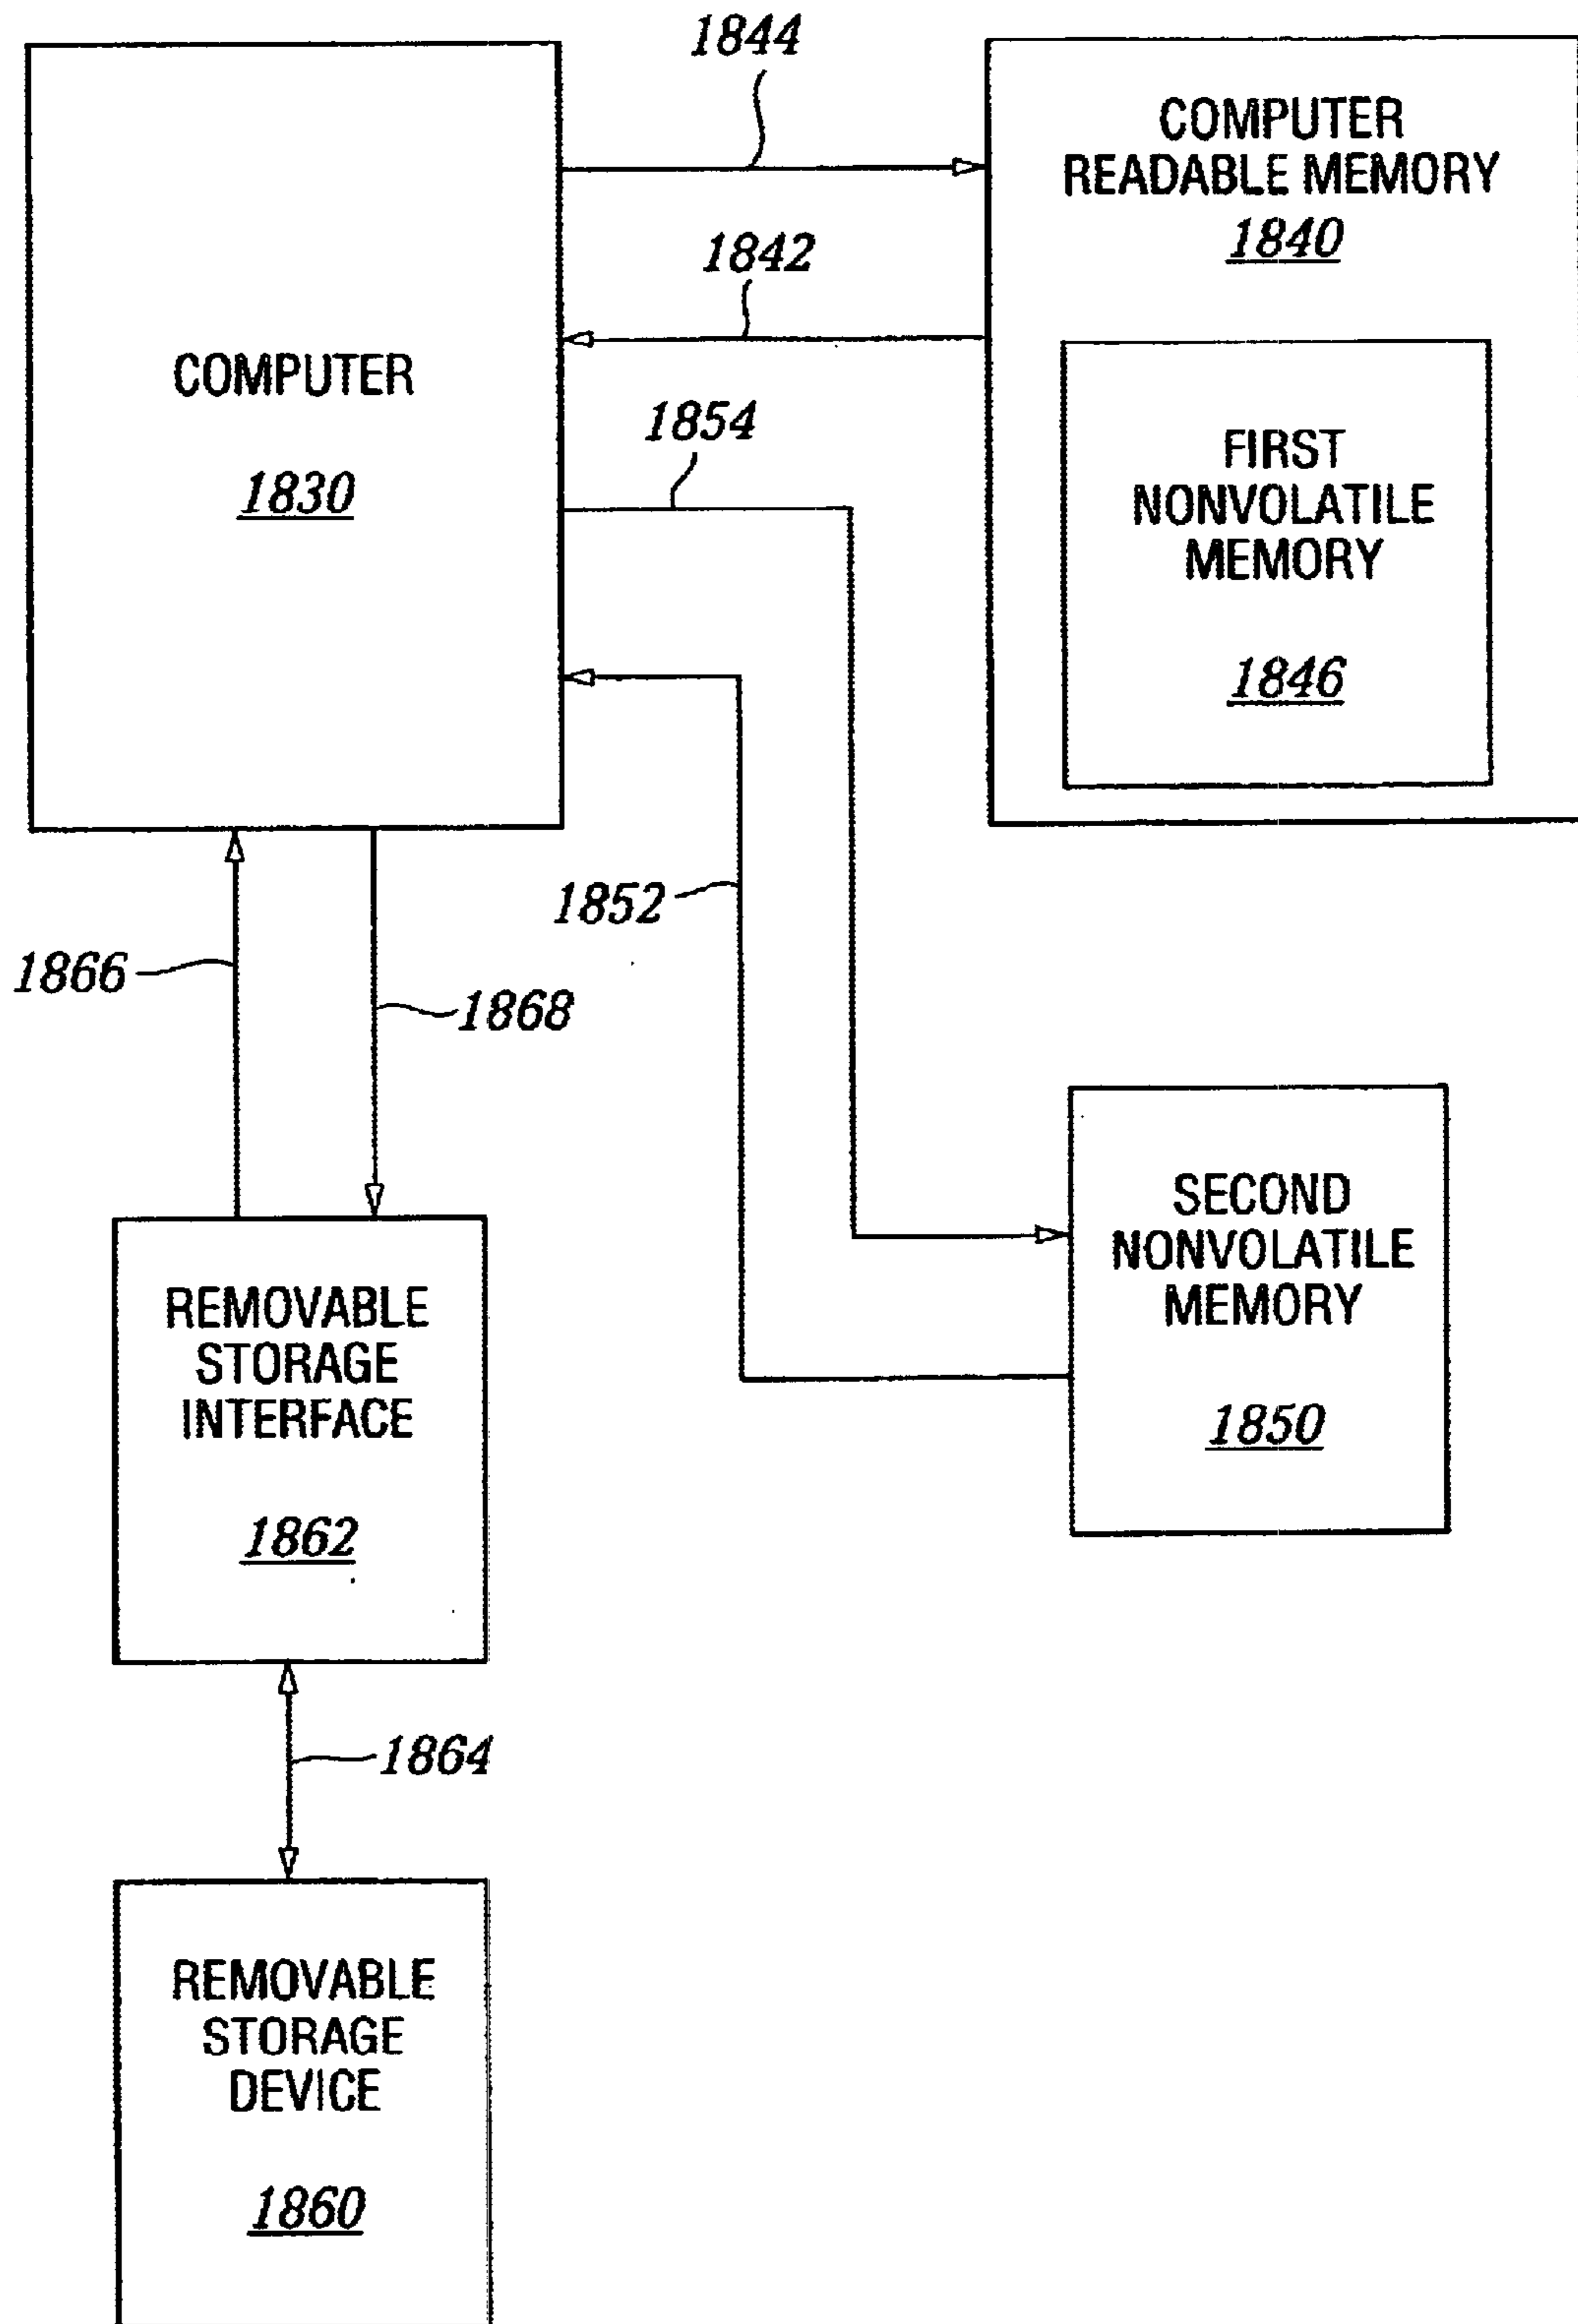 1844
COMPUTER
READABLE MEMORY
1840
1842
COMPUTER
1830
1854
FIRST
NONVOLATILE
MEMORY
1846
1852
1866
1868
SECOND
NONVOLATILE
MEMORY
1850
REMOVABLE
STORAGE
INTERFACE
1862
1864
REMOVABLE
STORAGE
DEVICE
1860